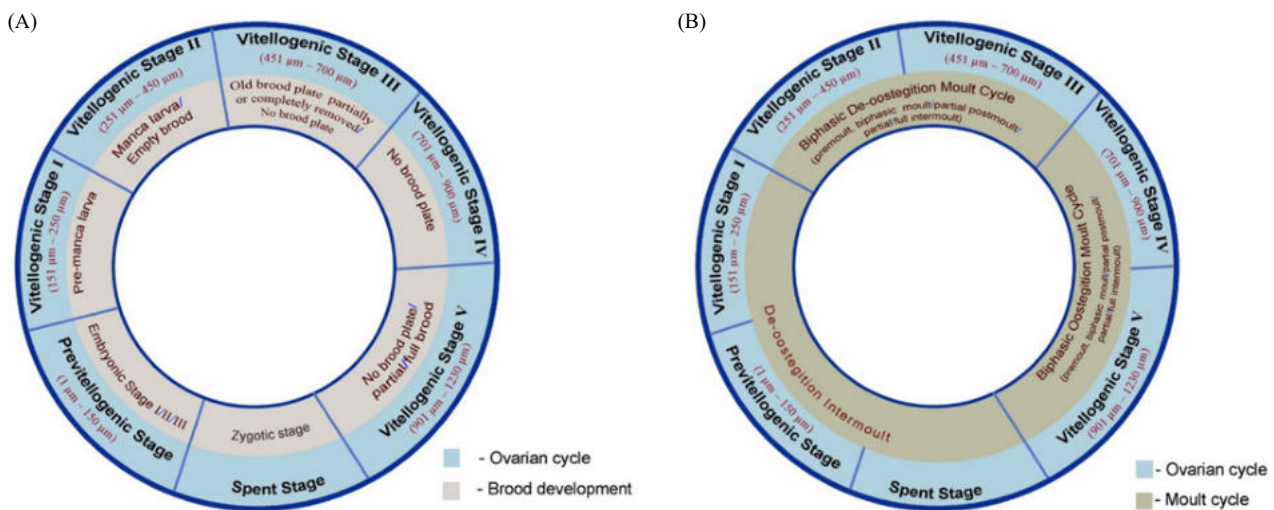 (A)
Vitellogenic Stage II
(251 μm – 450 μm)
Manca larva/
Empty brood
Vitellogenic Stage III
(451 μm – 700 μm)
Old brood plate partially
or completely removed/
No brood plate
Vitellogenic Stage IV
(701 μm – 900 μm)
No brood plate
Vitellogenic Stage V
(901 μm – 1230 μm)
No brood plate/
partial/full brood
Spent Stage
Zygotic stage
Previtellogenic Stage
(1 μm – 150 μm)
Embryonic Stage I/II/III
Vitellogenic Stage I
(151 μm – 250 μm)
Pre-manca larva
- Ovarian cycle
- Brood development
(B)
Vitellogenic Stage II
(251 μm – 450 μm)
Vitellogenic Stage III
(451 μm – 700 μm)
Biphasic De-oostegition Moult Cycle
(premoult, biphasic moult/partial postmoult/
partial/full intermoult)
Vitellogenic Stage IV
(701 μm – 900 μm)
Vitellogenic Stage V
(901 μm – 1230 μm)
Biphasic Oostegition Moult Cycle
(premoult, biphasic moult/partial postmoult/
partial/full intermoult)
Spent Stage
Previtellogenic Stage
(1 μm – 150 μm)
De-oostegition Intermoult
Vitellogenic Stage I
(151 μm – 250 μm)
- Ovarian cycle
- Moult cycle